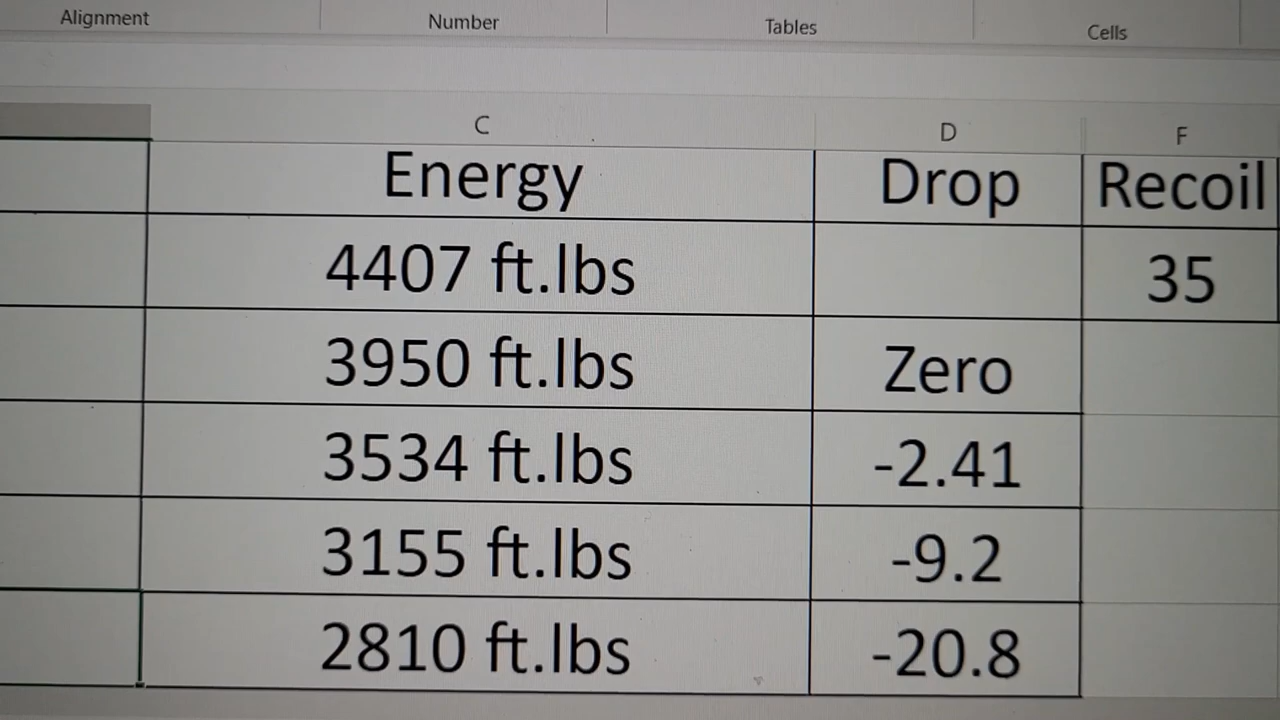 Alignment Number Tables Cells
C D F
Energy Drop Recoil
4407 ft.lbs 35
3950 ft.lbs Zero
3534 ft.lbs -2.41
3155 ft.lbs -9.2
2810 ft.lbs -20.8